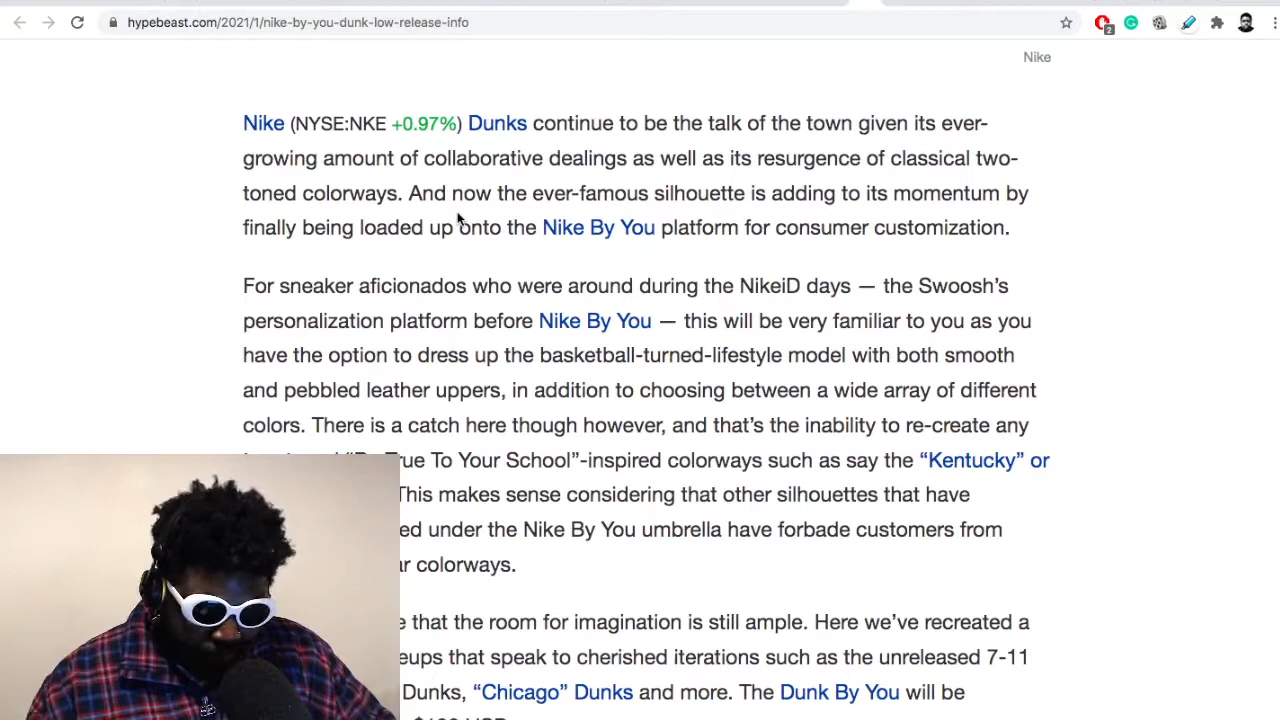 hypebeast.com/2021/1/nike-by-you-dunk-low-release-info
2
Nike
Nike (NYSE:NKE +0.97%) Dunks continue to be the talk of the town given its ever-
growing amount of collaborative dealings as well as its resurgence of classical two-
toned colorways. And now the ever-famous silhouette is adding to its momentum by
finally being loaded up onto the Nike By You platform for consumer customization.
For sneaker aficionados who were around during the NikeiD days — the Swoosh’s
personalization platform before Nike By You — this will be very familiar to you as you
have the option to dress up the basketball-turned-lifestyle model with both smooth
and pebbled leather uppers, in addition to choosing between a wide array of different
colors. There is a catch here though however, and that’s the inability to re-create any
True To Your School”-inspired colorways such as say the “Kentucky” or
This makes sense considering that other silhouettes that have
ed under the Nike By You umbrella have forbade customers from
r colorways.
e that the room for imagination is still ample. Here we’ve recreated a
eups that speak to cherished iterations such as the unreleased 7-11
Dunks, “Chicago” Dunks and more. The Dunk By You will be